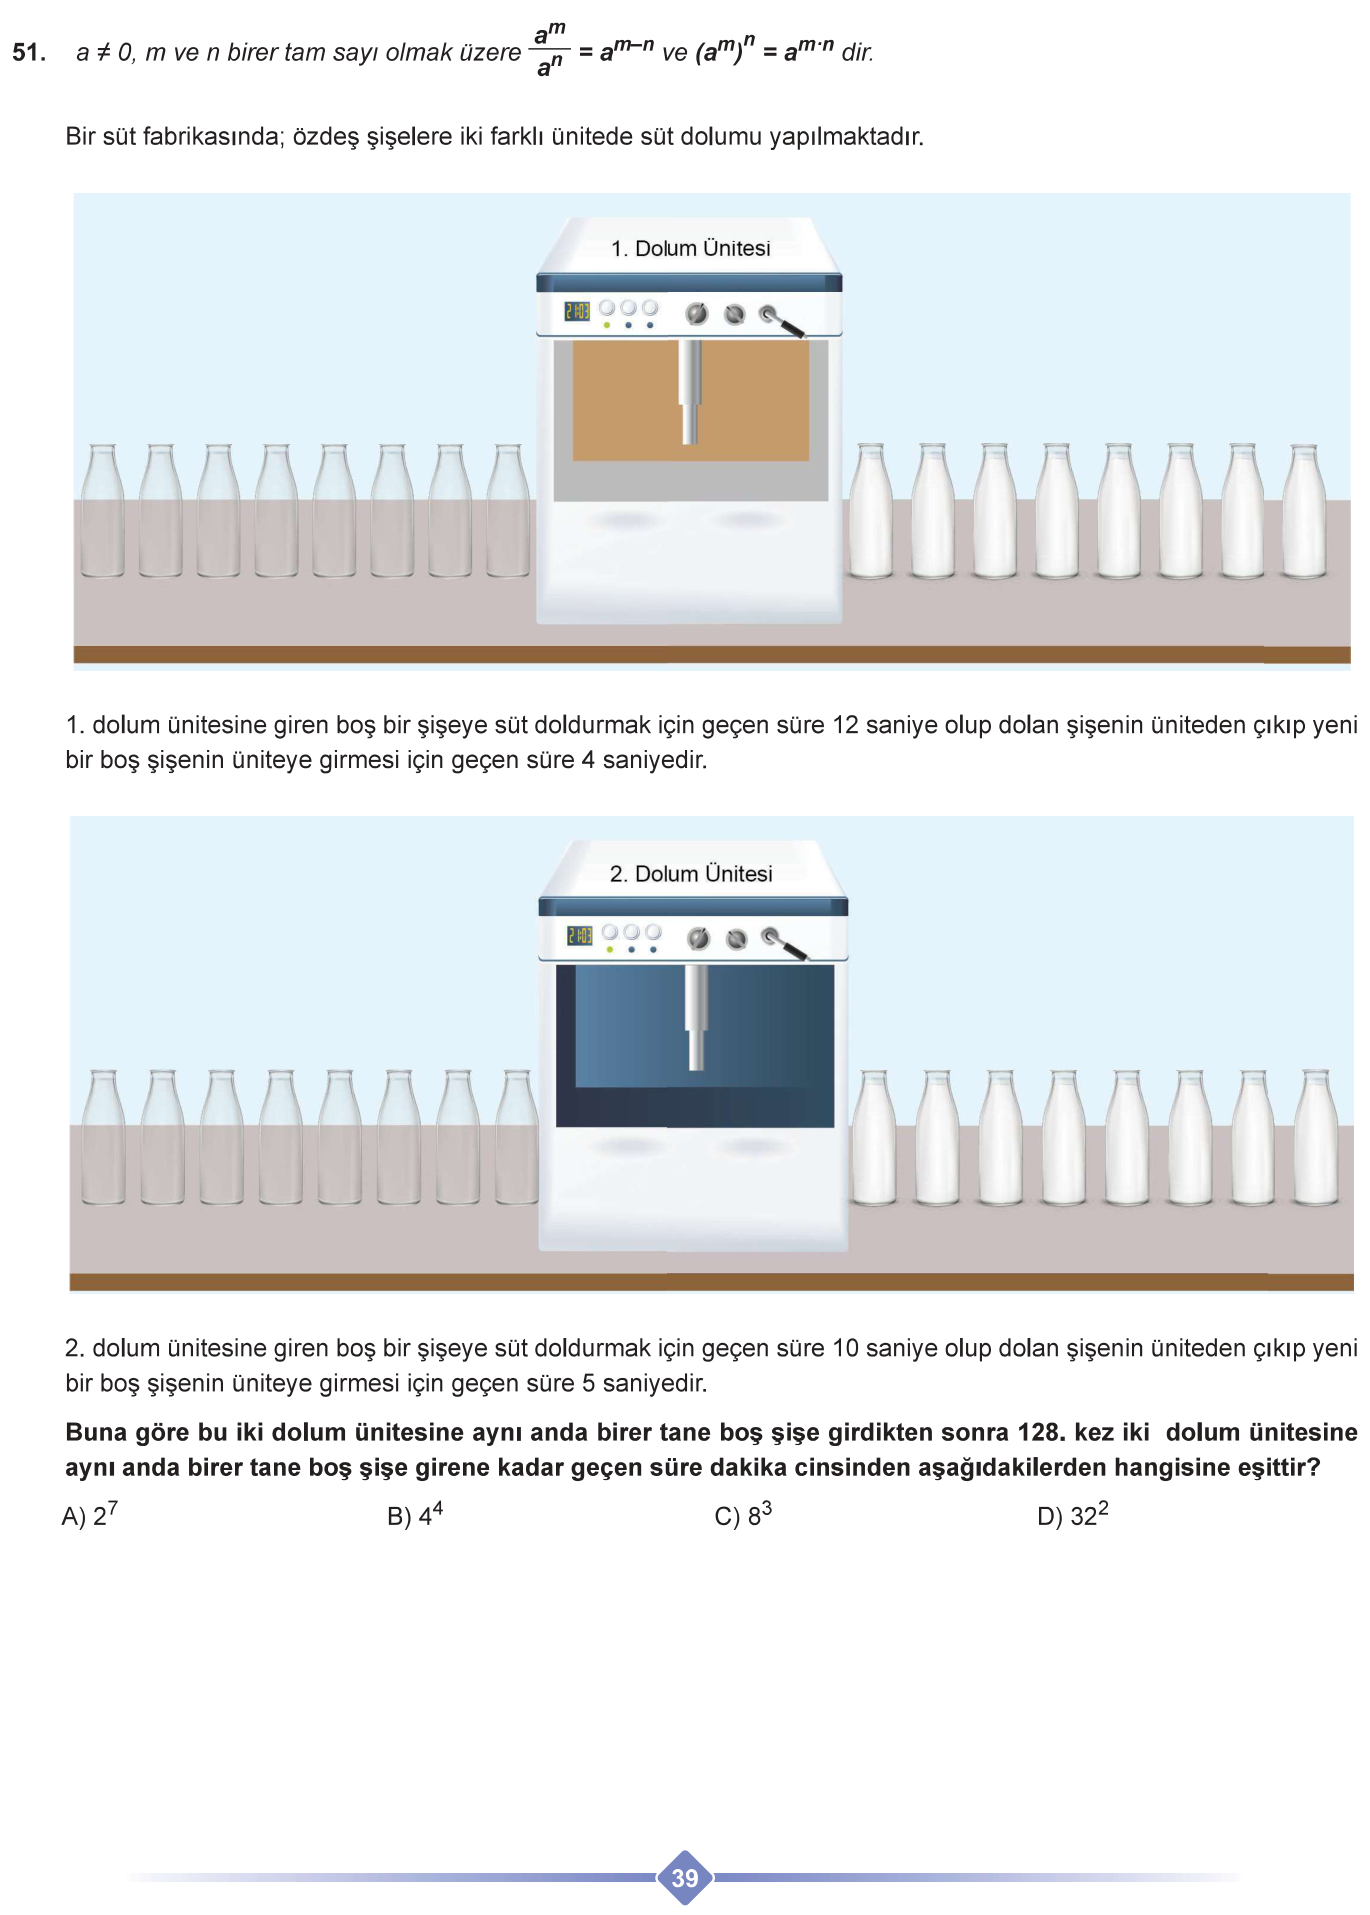 51. a ≠ 0, m ve n birer tam sayı olmak üzere a^m / a^n = a^(m–n) ve (a^m)^n = a^(m·n) dir.
Bir süt fabrikasında; özdeş şişelere iki farklı ünitede süt dolumu yapılmaktadır.
1. Dolum Ünitesi
21:03
1. dolum ünitesine giren boş bir şişeye süt doldurmak için geçen süre 12 saniye olup dolan şişenin üniteden çıkıp yeni
bir boş şişenin üniteye girmesi için geçen süre 4 saniyedir.
2. Dolum Ünitesi
21:03
2. dolum ünitesine giren boş bir şişeye süt doldurmak için geçen süre 10 saniye olup dolan şişenin üniteden çıkıp yeni
bir boş şişenin üniteye girmesi için geçen süre 5 saniyedir.
Buna göre bu iki dolum ünitesine aynı anda birer tane boş şişe girdikten sonra 128. kez iki dolum ünitesine
aynı anda birer tane boş şişe girene kadar geçen süre dakika cinsinden aşağıdakilerden hangisine eşittir?
A) 2⁷ B) 4⁴ C) 8³ D) 32²
39